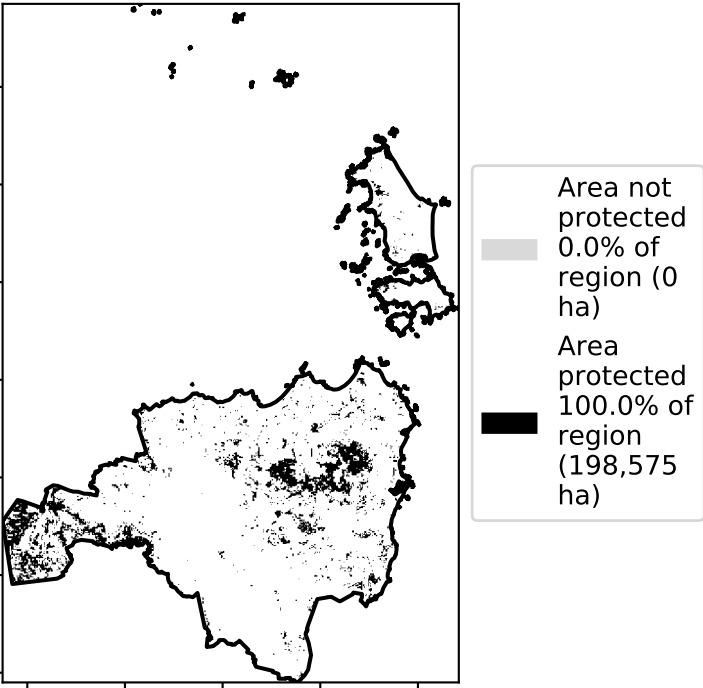 Area not
protected
0.0% of
region (0
ha)
Area
protected
100.0% of
region
(198,575
ha)